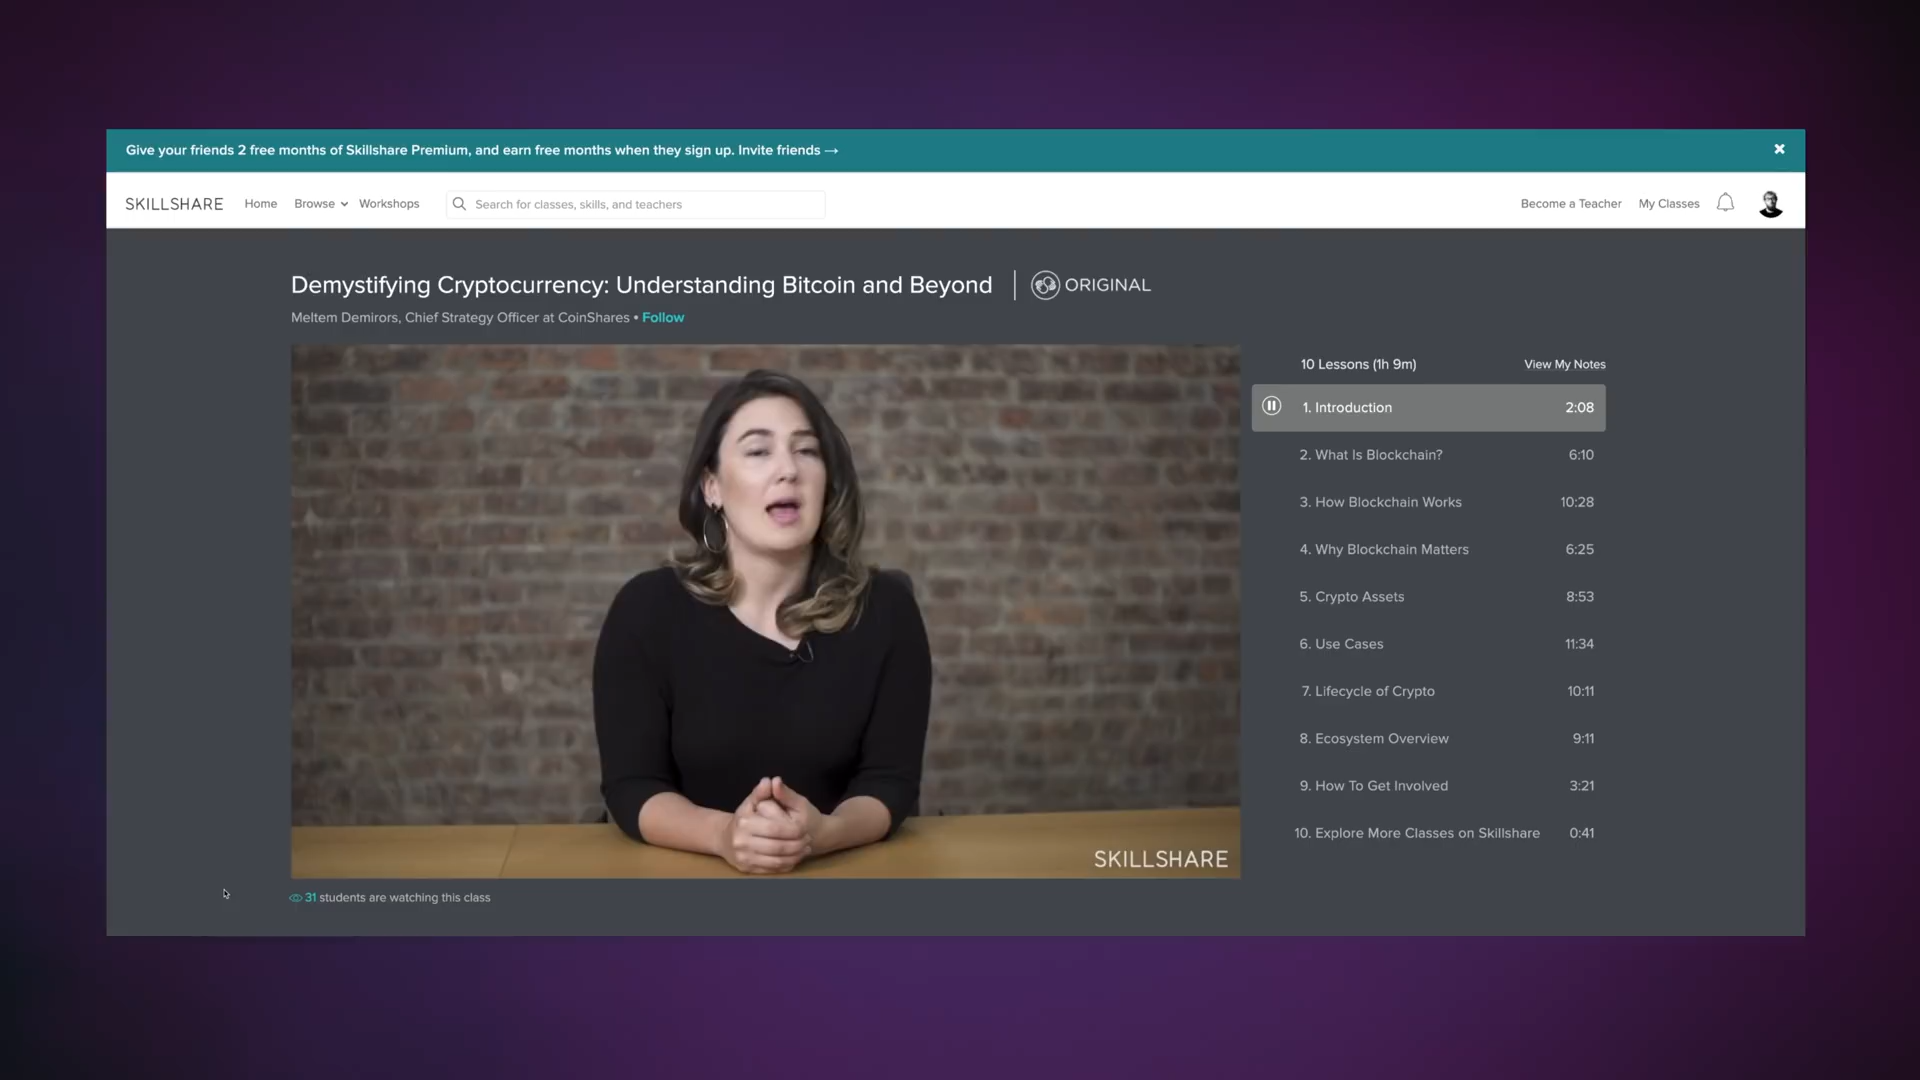 Give your friends 2 free months of Skillshare Premium, and earn free months when they sign up. Invite friends →
SKILLSHARE Home Browse Workshops Search for classes, skills, and teachers Become a Teacher My Classes
Demystifying Cryptocurrency: Understanding Bitcoin and Beyond | ORIGINAL
Meltem Demirors, Chief Strategy Officer at CoinShares • Follow
10 Lessons (1h 9m) View My Notes
1. Introduction 2:08
2. What Is Blockchain? 6:10
3. How Blockchain Works 10:28
4. Why Blockchain Matters 6:25
5. Crypto Assets 8:53
6. Use Cases 11:34
7. Lifecycle of Crypto 10:11
8. Ecosystem Overview 9:11
9. How To Get Involved 3:21
10. Explore More Classes on Skillshare 0:41
SKILLSHARE
31 students are watching this class